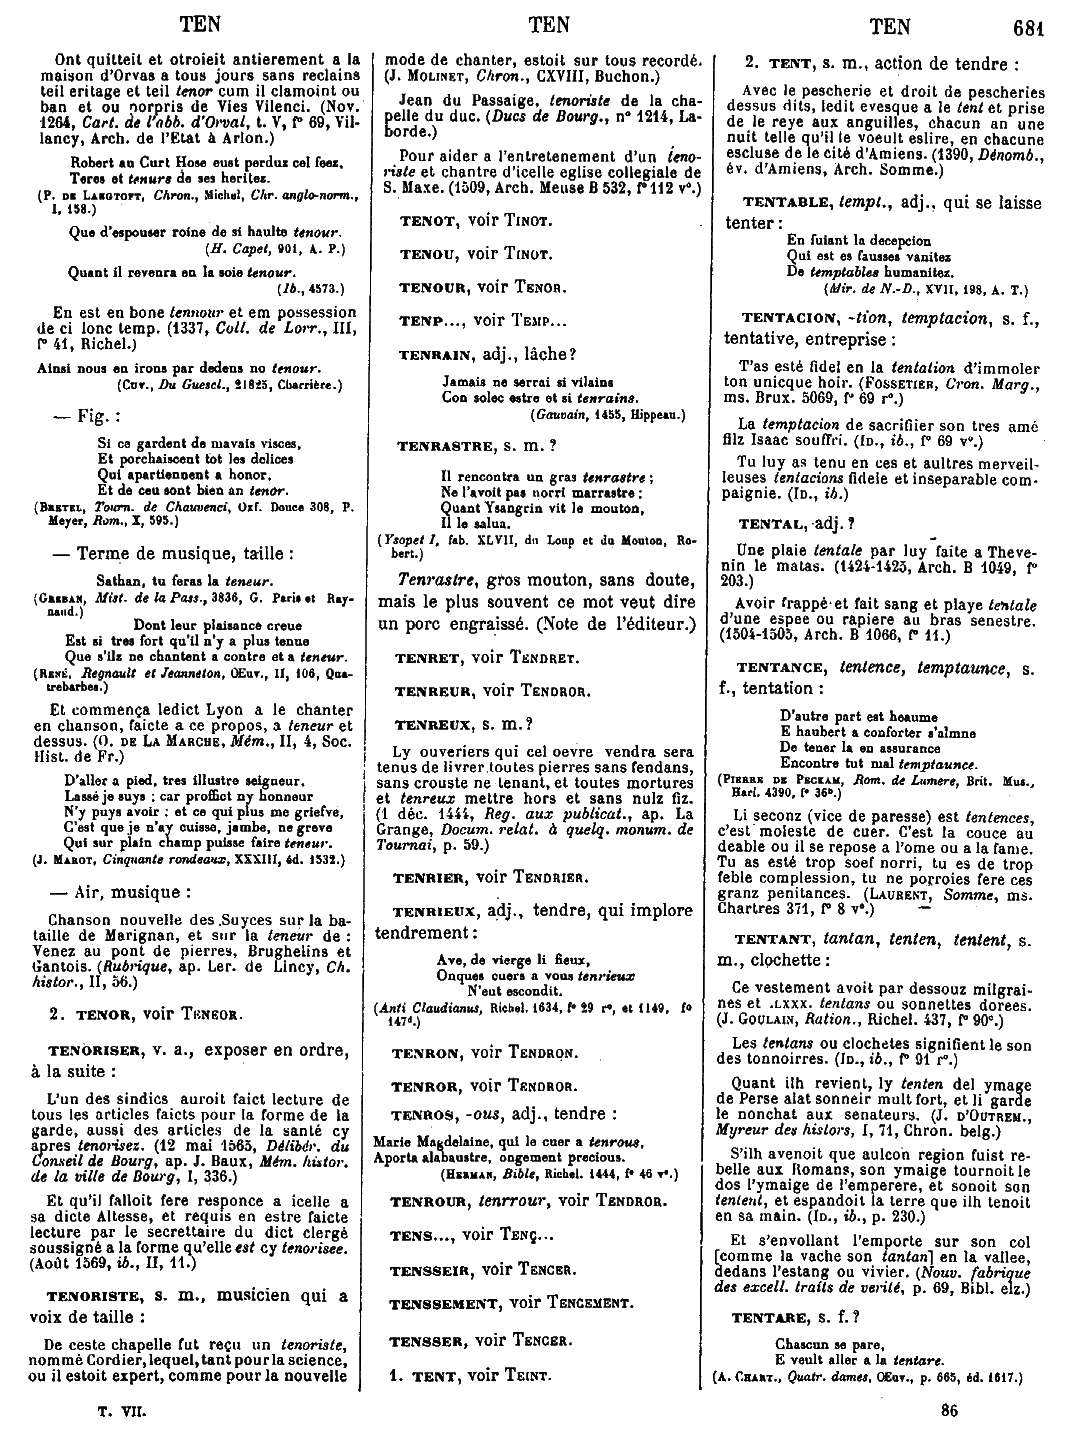 TEN
TEN
TEN
681
Ont quitteit et otroieit antierement a la
maison d'Orvas a tous jours sans reclains
teil eritage et teil tenor cum il clamoint ou
ban et ou porpris de Vies Vilenci. (Nov.
1264, Cart. de l'abb. d'Orval, t. V, f° 69, Vil-
lancy, Arch. de l'Etat à Arlon.)
Robert au Curt Hose eust perduz cel feez,
Teres et tenurs de ses heritez.
(P. DE LANGTOFT, Chron., Michel, Chr. anglo-norm.,
I, 158.)
Que d'espouser roine de si haulte tenour.
(H. Capet, 901, A. P.)
Quant il revenra en la soie tenour.
(Ib., 4573.)
En est en bone tennour et em possession
de ci lonc temp. (1337, Coll. de Lorr., III,
f° 41, Richel.)
Ainsi nous en irons par dedens no tenour.
(CUV., Du Guescl., 21825, Charrière.)
— Fig. :
Si ce gardent de mavais visces,
Et porchaiscent tot les delices
Qui apartiennent a honor,
Et de ceu sont bien an tenor.
(BRETEL, Tourn. de Chauvenci, Oxf. Douce 308, P.
Meyer, Rom., X, 595.)
— Terme de musique, taille :
Sathan, tu feras la teneur.
(GREBAN, Mist. de la Pass., 3836, G. Paris et Ray-
naud.)
Dont leur plaisance creue
Est si tres fort qu'il n'y a plus tenue
Que s'ilz ne chantent a contre et a teneur.
(RENÉ, Regnault et Jeanneton, Œuv., II, 106, Qua-
trebarbes.)
Et commença ledict Lyon a le chanter
en chanson, faicte a ce propos, a teneur et
dessus. (O. DE LA MARCHE, Mém., II, 4, Soc.
Hist. de Fr.)
D'aller a pied, tres illustre seigneur,
Lassé je suys ; car proffict ny honneur
N'y puys avoir : et ce qui plus me griefve,
C'est que je n'ay cuisse, jambe, ne greve
Qui sur plain champ puisse faire teneur.
(J. MAROT, Cinquante rondeaux, XXXIII, éd. 1532.)
— Air, musique :
Chanson nouvelle des Suyces sur la ba-
taille de Marignan, et sur la teneur de :
Venez au pont de pierres, Brughelins et
Gantois. (Rubrique, ap. Ler. de Lincy, Ch.
histor., II, 56.)
2. TENOR, voir TENEOR.
TENORISER, v. a., exposer en ordre,
à la suite :
L'un des sindics auroit faict lecture de
tous les articles faicts pour la forme de la
garde, aussi des articles de la santé cy
apres tenorisez. (12 mai 1565, Délibér. du
Conseil de Bourg, ap. J. Baux, Mém. histor.
de la ville de Bourg, I, 336.)
Et qu'il falloit fere responce a icelle a
sa dicte Altesse, et requis en estre faicte
lecture par le secrettaire du dict clergé
soussigné a la forme qu'elle est cy tenorisee.
(Août 1569, ib., II, 11.)
TENORISTE, s. m., musicien qui a
voix de taille :
De ceste chapelle fut reçu un tenoriste,
nommé Cordier, lequel, tant pour la science,
ou il estoit expert, comme pour la nouvelle
T. VII.
mode de chanter, estoit sur tous recordé.
(J. MOLINET, Chron., CXVIII, Buchon.)
Jean du Passaige, tenoriste de la cha-
pelle du duc. (Ducs de Bourg., n° 1214, La-
borde.)
Pour aider a l'entretenement d'un teno-
riste et chantre d'icelle eglise collegiale de
S. Maxe. (1509, Arch. Meuse B 532, f° 112 v°.)
TENOT, voir TINOT.
TENOU, voir TINOT.
TENOUR, voir TENOR.
TENP..., voir TEMP...
TENRAIN, adj., lâche ?
Jamais ne serrai si vilains
Con solec estre et si tenrains.
(Gauvain, 1455, Hippeau.)
TENRASTRE, s. m. ?
Il rencontra un gras tenrastre ;
Ne l'avoit pas norri marrastre :
Quant Ysangrin vit le mouton,
Il le salua.
(Ysopet I, fab. XLVII, du Loup et du Mouton, Ro-
bert.)
Tenrastre, gros mouton, sans doute,
mais le plus souvent ce mot veut dire
un porc engraissé. (Note de l'éditeur.)
TENRET, voir TENDRET.
TENREUR, voir TENDROR.
TENREUX, s. m. ?
Ly ouveriers qui cel oevre vendra sera
tenus de livrer toutes pierres sans fendans,
sans crouste ne tenant, et toutes mortures
et tenreux mettre hors et sans nulz fiz.
(1 déc. 1444, Reg. aux publicat., ap. La
Grange, Docum. relat. à quelq. monum. de
Tournai, p. 59.)
TENRIER, voir TENDRIER.
TENRIEUX, adj., tendre, qui implore
tendrement :
Ave, de vierge li fieux,
Onques cuers a vous tenrieux
N'eut escondit.
(Anti Claudianus, Richel. 1634, f° 29 r°, et 1149, fo
147d.)
TENRON, voir TENDRON.
TENROR, voir TENDROR.
TENROS, -ous, adj., tendre :
Marie Magdelaine, qui le cuer a tenrous,
Aporta alabaustre, ongement precious.
(HERMAN, Bible, Richel. 1444, f° 46 v°.)
TENROUR, tenrrour, voir TENDROR.
TENS..., voir TENÇ...
TENSSEIR, voir TENCER.
TENSSEMENT, voir TENCEMENT.
TENSSER, voir TENCER.
1. TENT, voir TEINT.
2. TENT, s. m., action de tendre :
Avec le pescherie et droit de pescheries
dessus dits, ledit evesque a le tent et prise
de le reye aux anguilles, chacun an une
nuit telle qu'il le voeult eslire, en chacune
escluse de le cité d'Amiens. (1390, Dénomb.,
év. d'Amiens, Arch. Somme.)
TENTABLE, tempt., adj., qui se laisse
tenter :
En fuiant la decepcion
Qui est es fausses vanitez
De temptables humanitez.
(Mir. de N.-D., XVII, 198, A. T.)
TENTACION, -tion, temptacion, s. f.,
tentative, entreprise :
T'as esté fidel en la tentation d'immoler
ton unicque hoir. (FOSSETIER, Cron. Marg.,
ms. Brux. 5069, f° 69 r°.)
La temptacion de sacrifiier son tres amé
filz Isaac souffri. (ID., ib., f° 69 v°.)
Tu luy as tenu en ces et aultres merveil-
leuses tentacions fidele et inseparable com-
paignie. (ID., ib.)
TENTAL, adj. ?
Une plaie tentale par luy faite a Theve-
nin le matas. (1424-1425, Arch. B 1049, f°
203.)
Avoir frappé et fait sang et playe tentale
d'une espee ou rapiere au bras senestre.
(1504-1505, Arch. B 1066, f° 11.)
TENTANCE, tentence, temptaunce, s.
f., tentation :
D'autre part est heaume
E haubert a conforter s'alme
De tener la en assurance
Encontre tut mal temptaunce.
(PIERRE DE PECKAM, Rom. de Lumere, Brit. Mus.,
Harl. 4390, f° 36b.)
Li seconz (vice de paresse) est tentences,
c'est moleste de cuer. C'est la couce au
deable ou il se repose a l'ome ou a la fame.
Tu as esté trop soef norri, tu es de trop
feble complession, tu ne porroies fere ces
granz penitances. (LAURENT, Somme, ms.
Chartres 371, f° 8 v°.)
TENTANT, tantan, tenten, tentent, s.
m., clochette :
Ce vestement avoit par dessouz milgrai-
nes et .LXXX. tentans ou sonnettes dorees.
(J. GOULAIN, Ration., Richel. 437, f° 90c.)
Les tentans ou clochetes signifient le son
des tonnoirres. (ID., ib., f° 91 r°.)
Quant ilh revient, ly tenten del ymage
de Perse alat sonneir mult fort, et li garde
le nonchat aux senateurs. (J. D'OUTREM.,
Myreur des histors, I, 71, Chron. belg.)
S'ilh avenoit que aulcon region fuist re-
belle aux Romans, son ymaige tournoit le
dos l'ymaige de l'emperere, et sonoit son
tentent, et espandoit la terre que ilh tenoit
en sa main. (ID., ib., p. 230.)
Et s'envollant l'emporte sur son col
[comme la vache son tantan] en la vallee,
dedans l'estang ou vivier. (Nouv. fabrique
des excell. traits de verité, p. 69, Bibl. elz.)
TENTARE, s. f. ?
Chascun se pare,
E veult aller a la tentare.
(A. CHART., Quatr. dames, Œuv., p. 665, éd. 1617.)
86